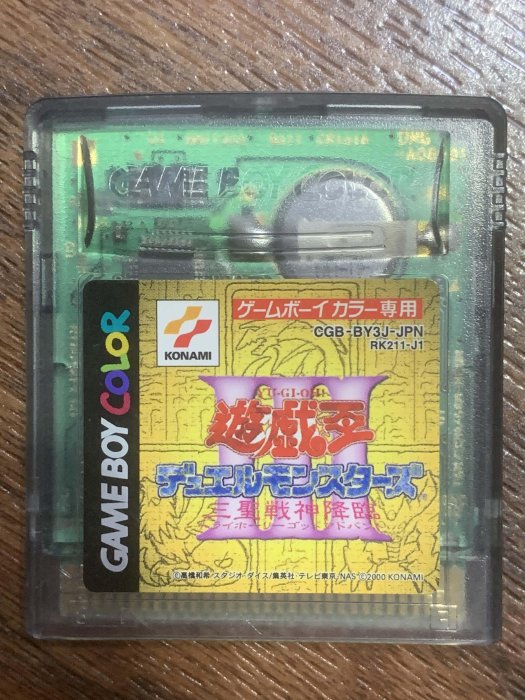 GAME BOY COLOR
ゲームボーイカラー専用
CGB-BY3J-JPN
RK211-J1
KONAMI
GAME BOY COLOR
III
YU-GI-OH!
遊戯王
デュエルモンスターズ
三聖戦神降臨
©高橋和希 スタジオ・ダイス/集英社・テレビ東京・NAS ©2000 KONAMI